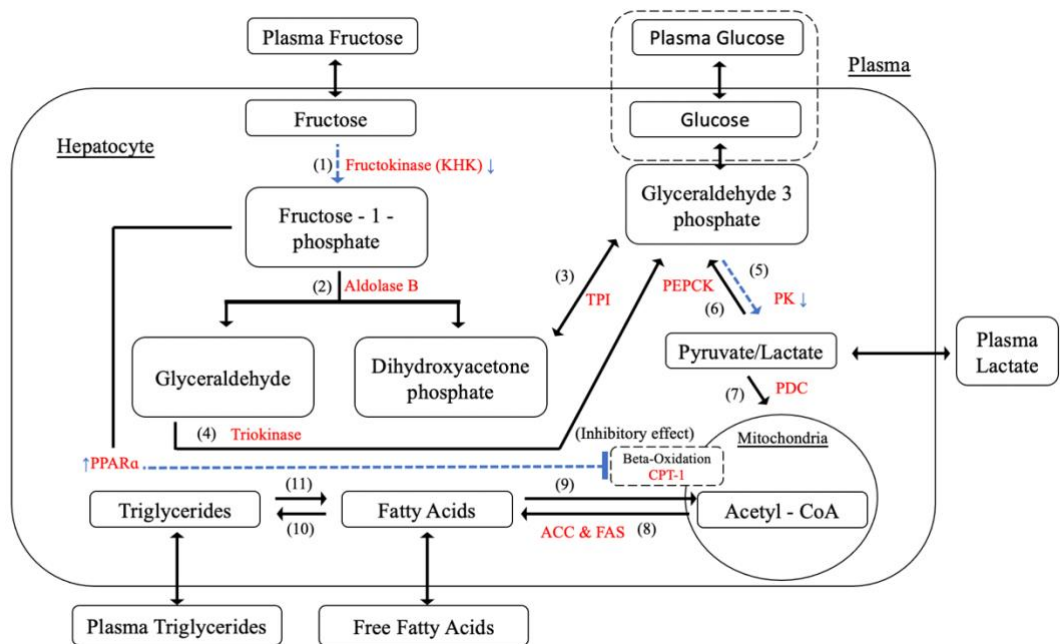 Plasma Fructose
Plasma Glucose
Plasma
Fructose
Glucose
Hepatocyte
(1)
Fructokinase (KHK) ↓
Glyceraldehyde 3
phosphate
Fructose - 1 -
phosphate
(2)
Aldolase B
(3)
TPI
PEPCK
(5)
(6)
PK ↓
Glyceraldehyde
Dihydroxyacetone
phosphate
Pyruvate/Lactate
Plasma
Lactate
(7)
PDC
(4)
Triokinase
(Inhibitory effect)
Mitochondria
↑PPARα
Beta-Oxidation
CPT-1
(11)
(9)
Triglycerides
Fatty Acids
Acetyl - CoA
(10)
ACC & FAS
(8)
Plasma Triglycerides
Free Fatty Acids